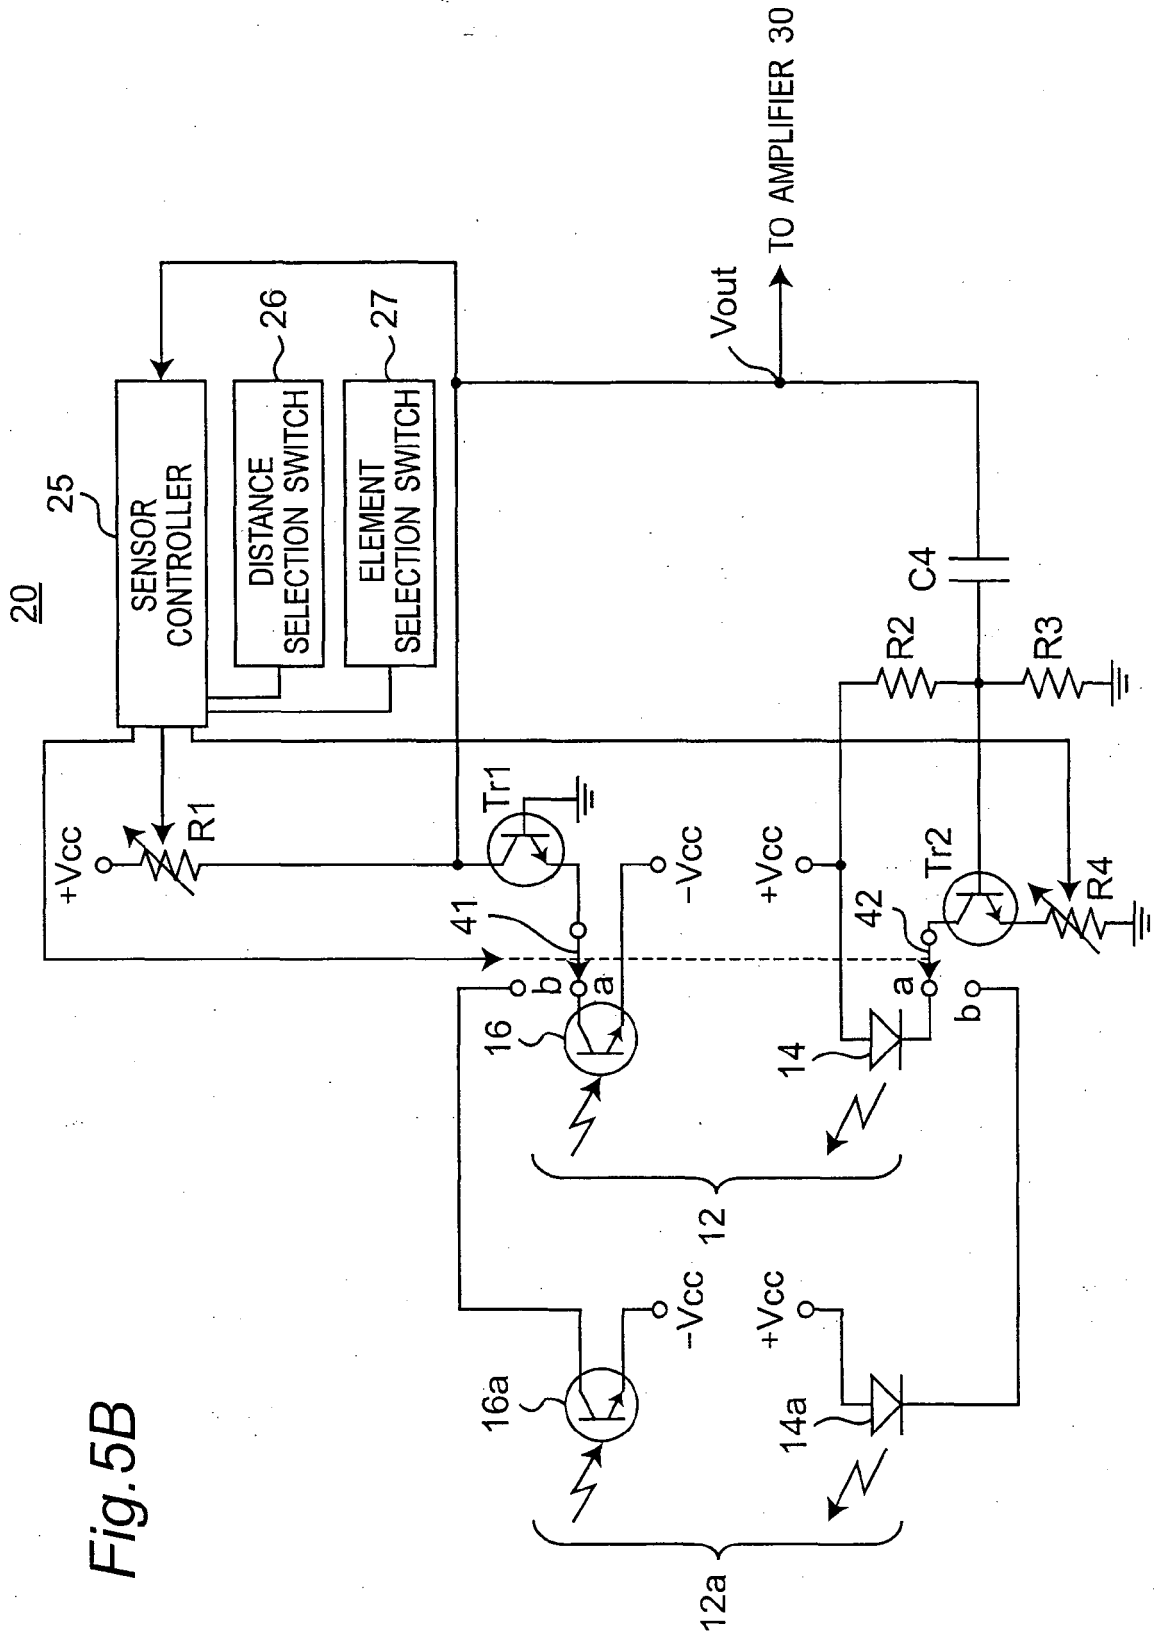 Fig.5B
20
25
SENSOR
CONTROLLER
26
DISTANCE
SELECTION SWITCH
27
ELEMENT
SELECTION SWITCH
+Vcc
R1
Tr1
41
b
a
16
-Vcc
16a
-Vcc
Vout
TO AMPLIFIER 30
+Vcc
R2
C4
R3
Tr2
42
R4
a
b
14
12
+Vcc
14a
12a